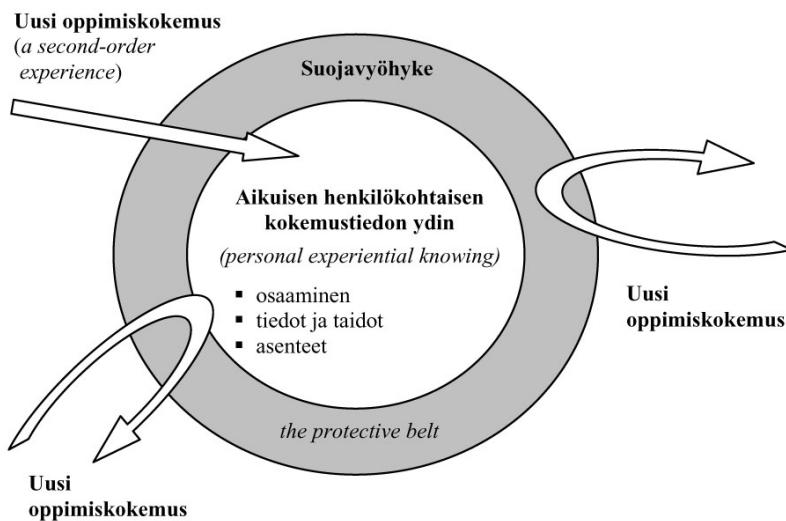 Uusi oppimiskokemus
(a second-order
experience)
Suojavyöhyke
Aikuisen henkilökohtaisen
kokemustiedon ydin
(personal experiential knowing)
▪ osaaminen
▪ tiedot ja taidot
▪ asenteet
Uusi
oppimiskokemus
the protective belt
Uusi
oppimiskokemus